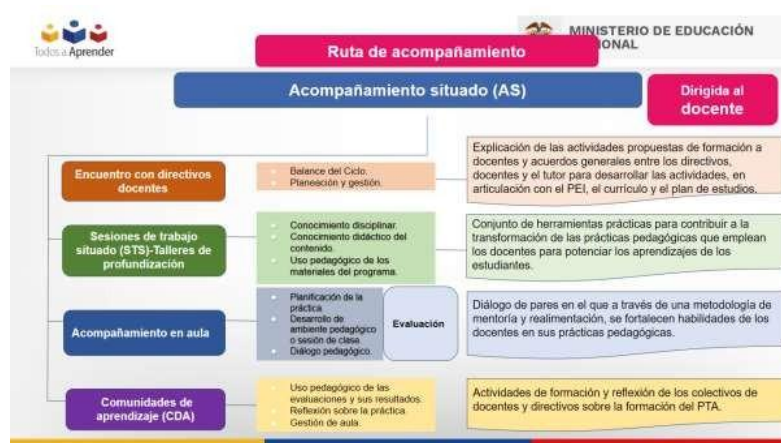 Todos a Aprender
MINISTERIO DE EDUCACIÓN
IONAL
Ruta de acompañamiento
Acompañamiento situado (AS)
Dirigida al
docente
Encuentro con directivos
docentes
Balance del Ciclo.
Planeación y gestión.
Explicación de las actividades propuestas de formación a
docentes y acuerdos generales entre los directivos,
docentes y el tutor para desarrollar las actividades, en
articulación con el PEI, el currículo y el plan de estudios.
Sesiones de trabajo
situado (STS)-Talleres de
profundización
Conocimiento disciplinar.
Conocimiento didáctico del
contenido.
Uso pedagógico de los
materiales del programa.
Conjunto de herramientas prácticas para contribuir a la
transformación de las prácticas pedagógicas que emplean
los docentes para potenciar los aprendizajes de los
estudiantes.
Acompañamiento en aula
Planificación de la
práctica.
Desarrollo de
ambiente pedagógico
o sesión de clase.
Diálogo pedagógico.
Evaluación
Diálogo de pares en el que a través de una metodología de
mentoría y realimentación, se fortalecen habilidades de los
docentes en sus prácticas pedagógicas.
Comunidades de
aprendizaje (CDA)
Uso pedagógico de las
evaluaciones y sus resultados.
Reflexión sobre la práctica.
Gestión de aula.
Actividades de formación y reflexión de los colectivos de
docentes y directivos sobre la formación del PTA.